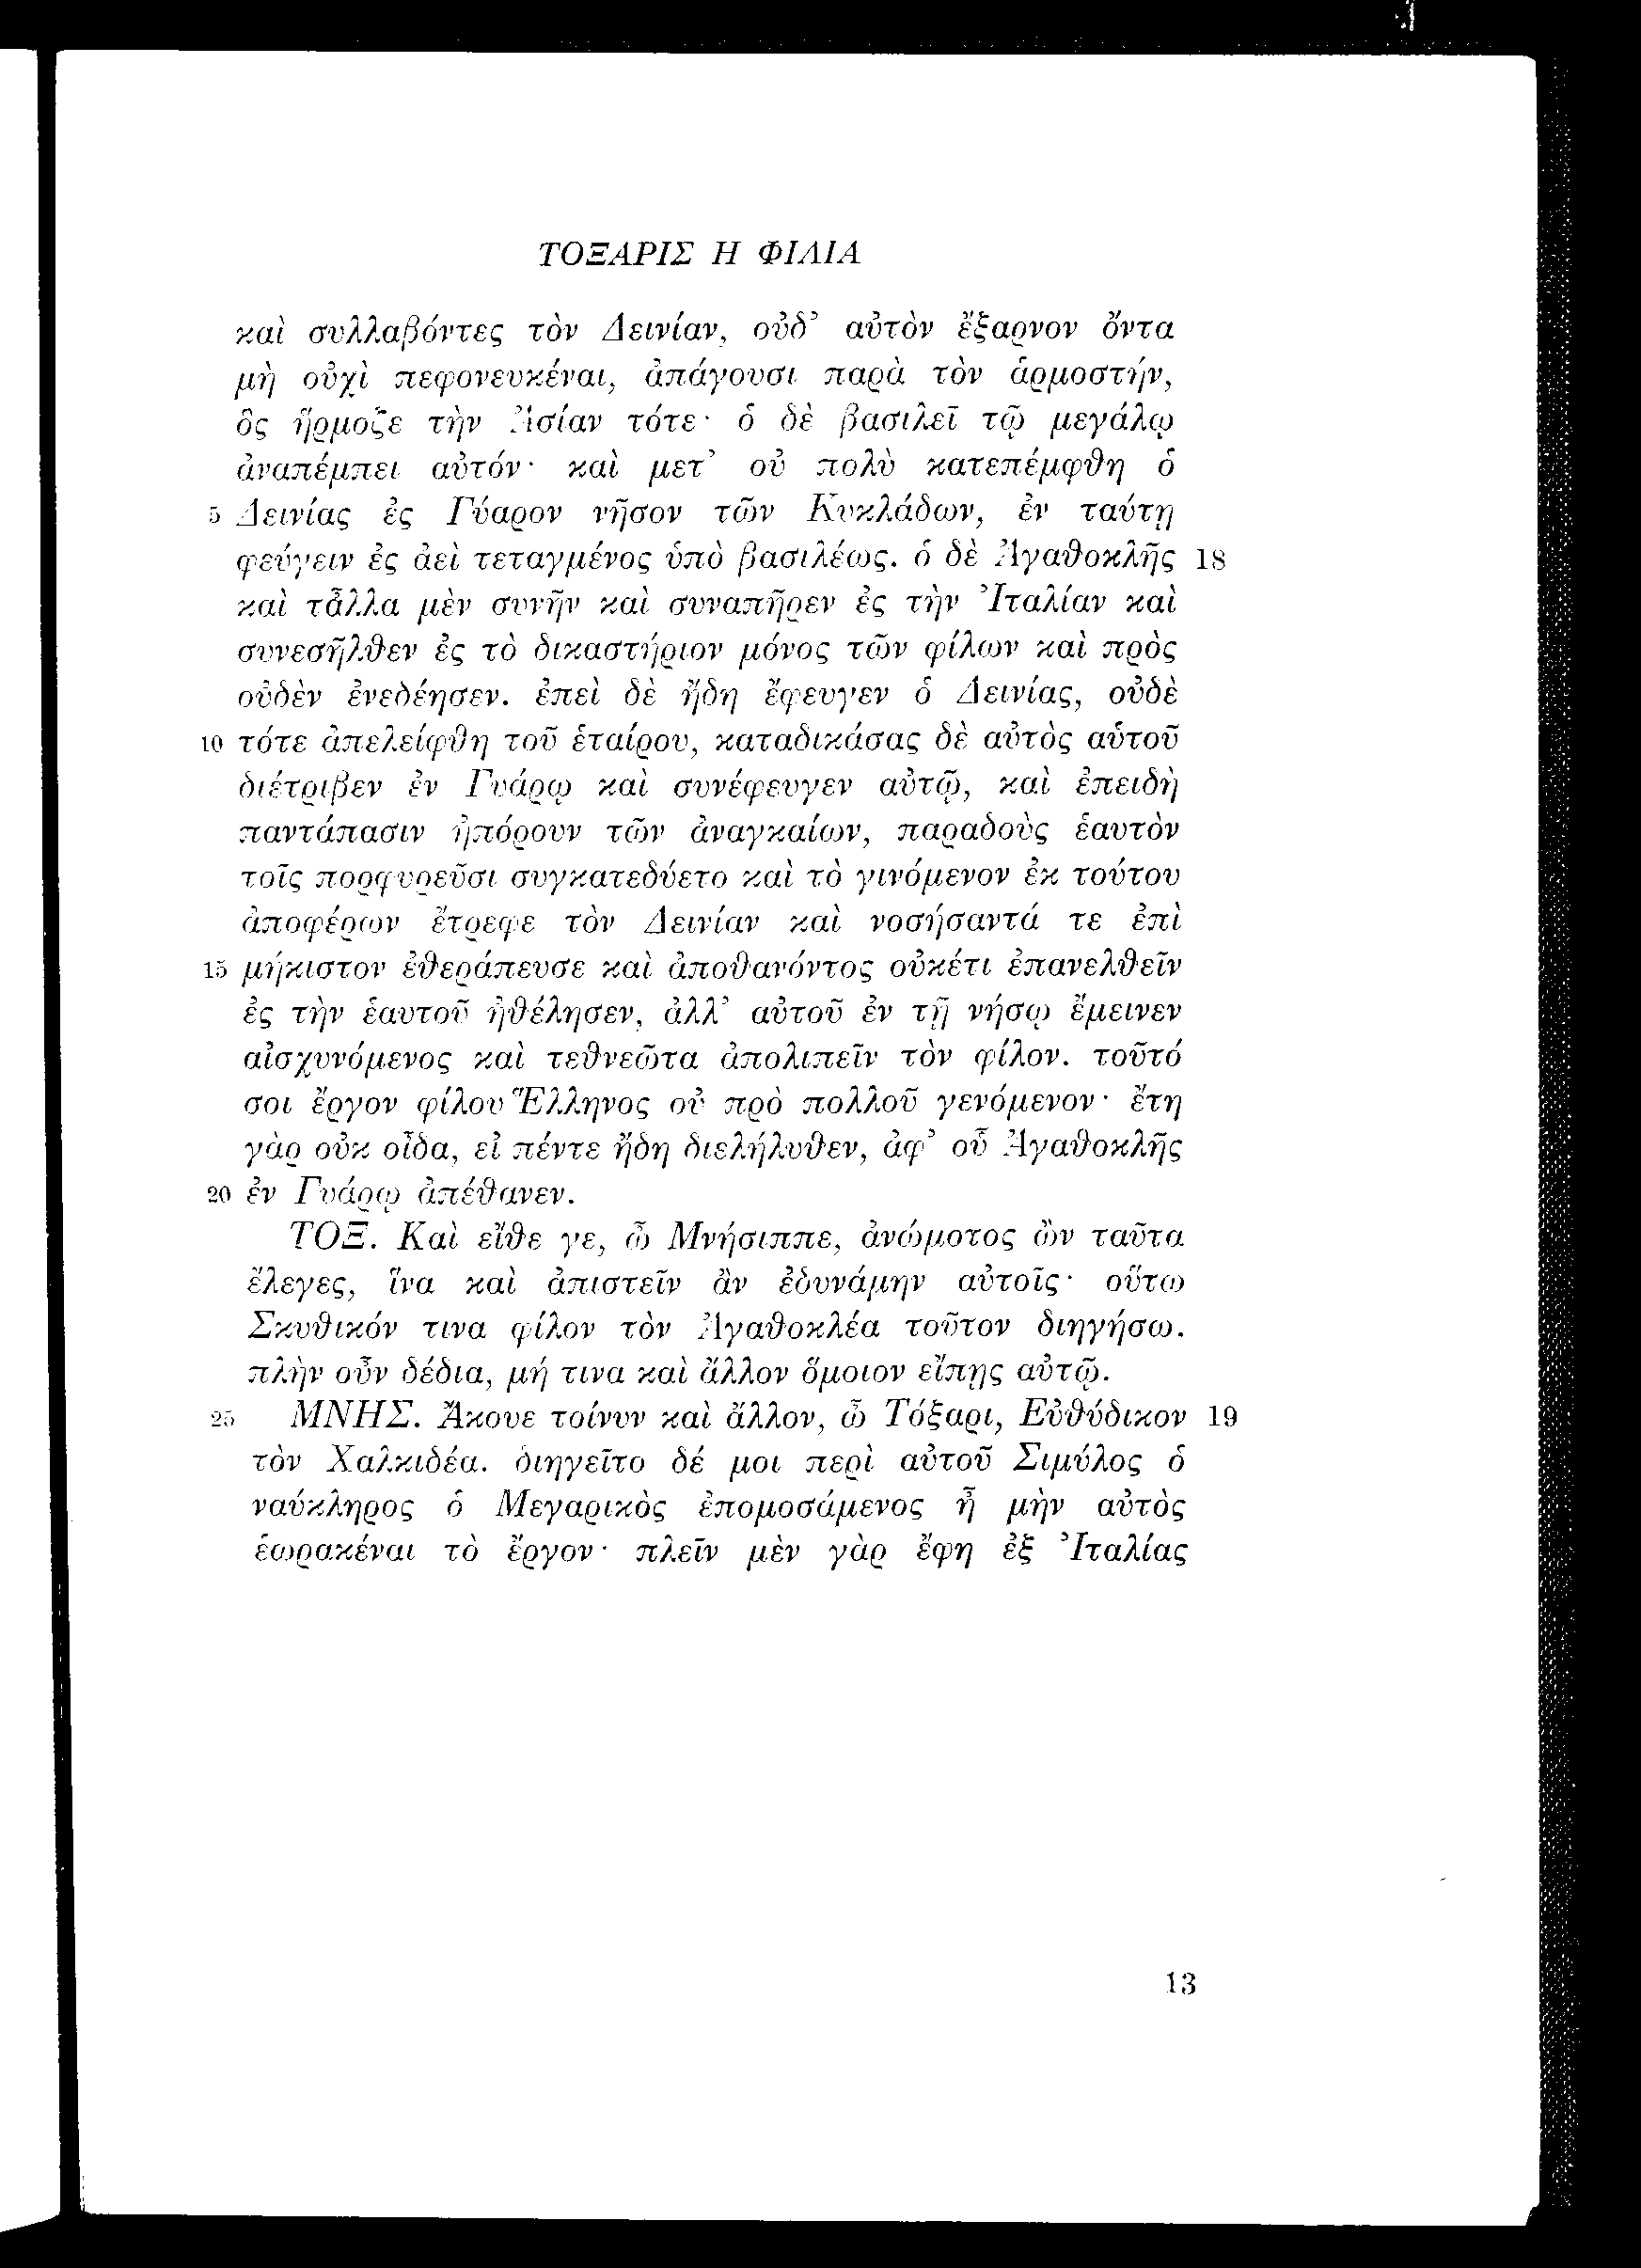 ΤΟΞΑΡΙΣ Η ΦΙΛΙΑ
καὶ συλλαβόντες τὸν Δεινίαν, οὐδ’ αὐτὸν ἔξαρνον ὄντα
μὴ οὐχὶ πεφονευκέναι, ἀπάγουσι παρὰ τὸν ἁρμοστήν,
ὃς ἥρμοζε τὴν Ἀσίαν τότε· ὁ δὲ βασιλεῖ τῷ μεγάλῳ
ἀναπέμπει αὐτόν· καὶ μετ’ οὐ πολὺ κατεπέμφθη ὁ
5 Δεινίας ἐς Γύαρον νῆσον τῶν Κυκλάδων, ἐν ταύτῃ
φεύγειν ἐς ἀεὶ τεταγμένος ὑπὸ βασιλέως. ὁ δὲ Ἀγαθοκλῆς 18
καὶ τἆλλα μὲν συνῆν καὶ συναπῆρεν ἐς τὴν Ἰταλίαν καὶ
συνεσῆλθεν ἐς τὸ δικαστήριον μόνος τῶν φίλων καὶ πρὸς
οὐδὲν ἐνεδέησεν. ἐπεὶ δὲ ἤδη ἔφευγεν ὁ Δεινίας, οὐδὲ
10 τότε ἀπελείφθη τοῦ ἑταίρου, καταδικάσας δὲ αὐτὸς αὑτοῦ
διέτριβεν ἐν Γυάρῳ καὶ συνέφευγεν αὐτῷ, καὶ ἐπειδὴ
παντάπασιν ἠπόρουν τῶν ἀναγκαίων, παραδοὺς ἑαυτὸν
τοῖς πορφυρεῦσι συγκατεδύετο καὶ τὸ γινόμενον ἐκ τούτου
ἀποφέρων ἔτρεφε τὸν Δεινίαν καὶ νοσήσαντά τε ἐπὶ
15 μήκιστον ἐθεράπευσε καὶ ἀποθανόντος οὐκέτι ἐπανελθεῖν
ἐς τὴν ἑαυτοῦ ἠθέλησεν, ἀλλ’ αὐτοῦ ἐν τῇ νήσῳ ἔμεινεν
αἰσχυνόμενος καὶ τεθνεῶτα ἀπολιπεῖν τὸν φίλον. τοῦτό
σοι ἔργον φίλου Ἕλληνος οὐ πρὸ πολλοῦ γενόμενον· ἔτη
γὰρ οὐκ οἶδα, εἰ πέντε ἤδη διελήλυθεν, ἀφ’ οὗ Ἀγαθοκλῆς
20 ἐν Γυάρῳ ἀπέθανεν.
ΤΟΞ. Καὶ εἴθε γε, ὦ Μνήσιππε, ἀνώμοτος ὢν ταῦτα
ἔλεγες, ἵνα καὶ ἀπιστεῖν ἂν ἐδυνάμην αὐτοῖς· οὕτω
Σκυθικόν τινα φίλον τὸν Ἀγαθοκλέα τοῦτον διηγήσω.
πλὴν οὖν δέδια, μή τινα καὶ ἄλλον ὅμοιον εἴπῃς αὐτῷ.
25 ΜΝΗΣ. Ἄκουε τοίνυν καὶ ἄλλον, ὦ Τόξαρι, Εὐθύδικον 19
τὸν Χαλκιδέα. διηγεῖτο δέ μοι περὶ αὐτοῦ Σιμύλος ὁ
ναύκληρος ὁ Μεγαρικὸς ἐπομοσάμενος ἦ μὴν αὐτὸς
ἑωρακέναι τὸ ἔργον· πλεῖν μὲν γὰρ ἔφη ἐξ Ἰταλίας
13